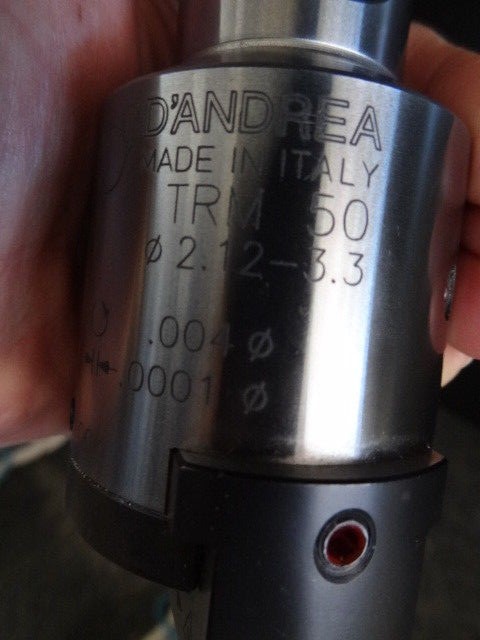 D'ANDREA
MADE IN ITALY
TRM 50
ø 2.12-3.3
.004 ø
.0001 ø